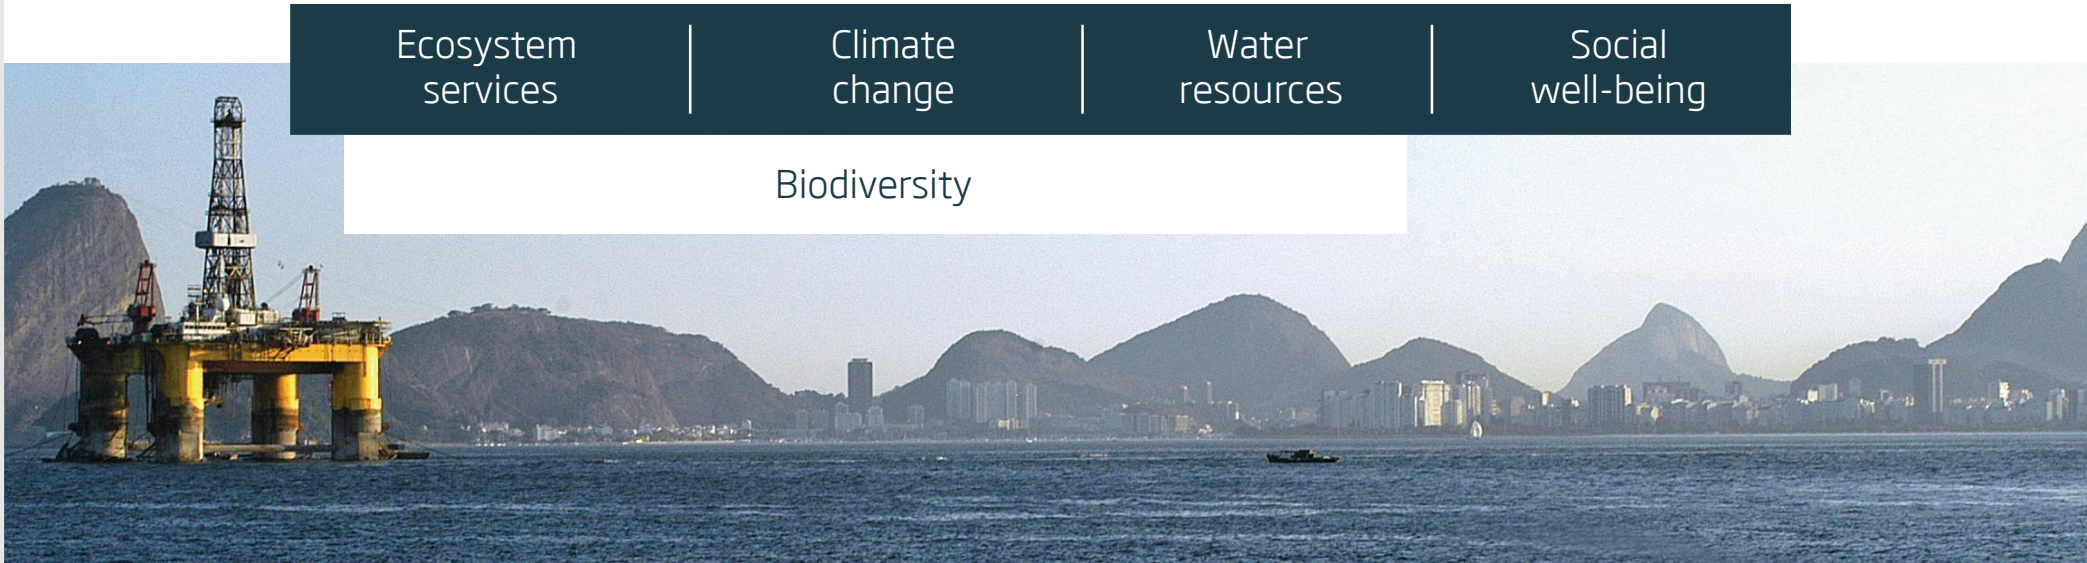 Ecosystem
services
Climate
change
Water
resources
Social
well-being
Biodiversity